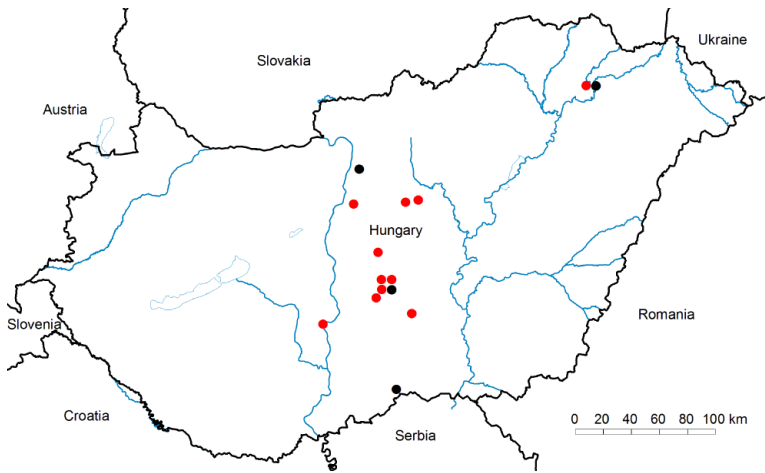 Ukraine
Slovakia
Austria
Hungary
Romania
Slovenia
Croatia
Serbia
0 20 40 60 80 100 km